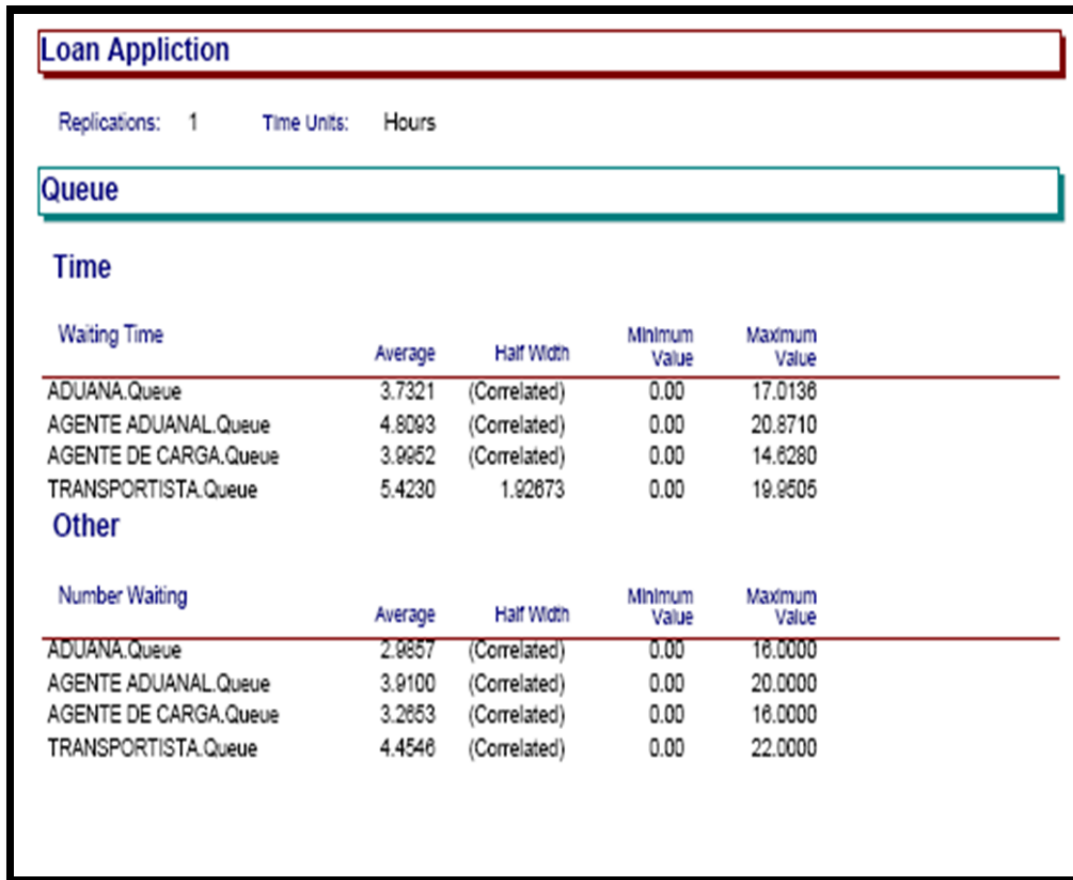 Loan Appliction
Replications: 1 Time Units: Hours
Queue
Time
Waiting Time Average Half Width Minimum Value Maximum Value
ADUANA.Queue 3.7321 (Correlated) 0.00 17.0136
AGENTE ADUANAL.Queue 4.8093 (Correlated) 0.00 20.8710
AGENTE DE CARGA.Queue 3.9952 (Correlated) 0.00 14.6280
TRANSPORTISTA.Queue 5.4230 1.92673 0.00 19.9505
Other
Number Waiting Average Half Width Minimum Value Maximum Value
ADUANA.Queue 2.9857 (Correlated) 0.00 16.0000
AGENTE ADUANAL.Queue 3.9100 (Correlated) 0.00 20.0000
AGENTE DE CARGA.Queue 3.2653 (Correlated) 0.00 16.0000
TRANSPORTISTA.Queue 4.4546 (Correlated) 0.00 22.0000